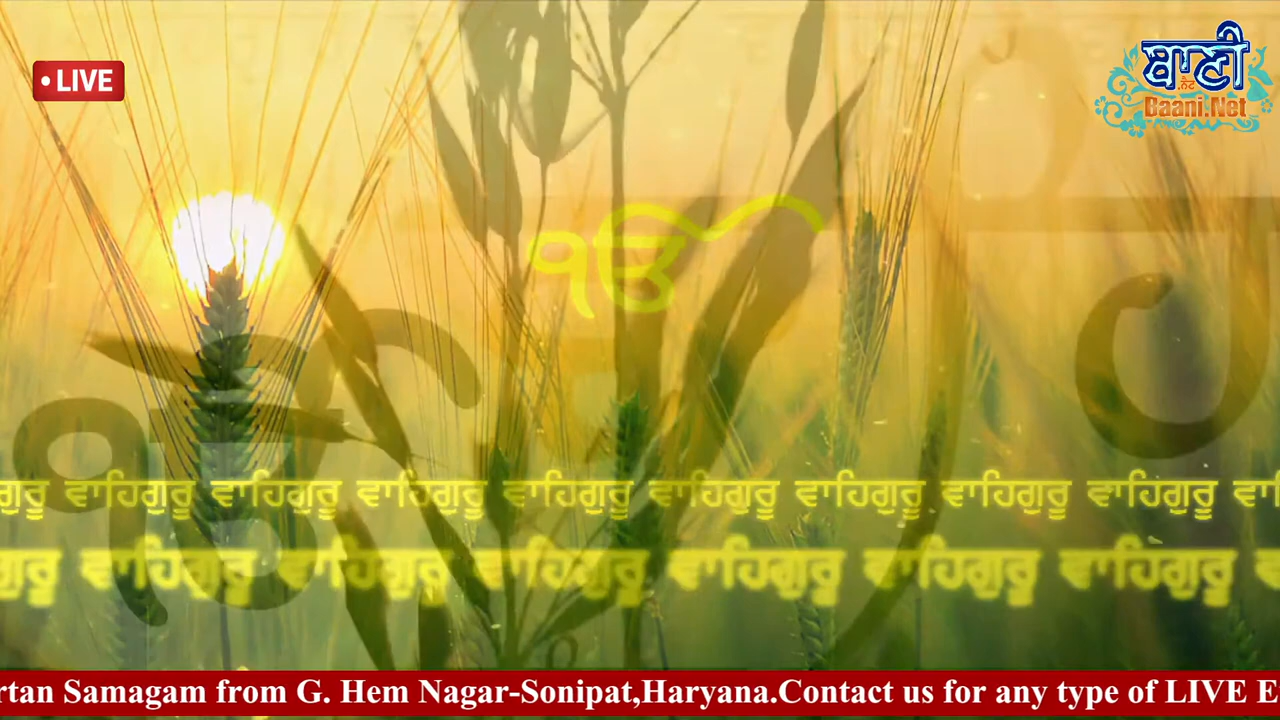 • LIVE
ਬਾਣੀ
.ਨੈਟ
Baani.Net
ੴ
ਗੁਰੂ ਵਾਹਿਗੁਰੂ ਵਾਹਿਗੁਰੂ ਵਾਹਿਗੁਰੂ ਵਾਹਿਗੁਰੂ ਵਾਹਿਗੁਰੂ ਵਾਹਿਗੁਰੂ ਵਾਹਿਗੁਰੂ ਵਾਹਿਗੁਰੂ ਵਾ
ਗੁਰੂ ਵਾਹਿਗੁਰੂ ਵਾਹਿਗੁਰੂ ਵਾਹਿਗੁਰੂ ਵਾਹਿਗੁਰੂ ਵਾਹਿਗੁਰੂ ਵਾਹਿਗੁਰੂ
rtan Samagam from G. Hem Nagar-Sonipat,Haryana.Contact us for any type of LIVE E